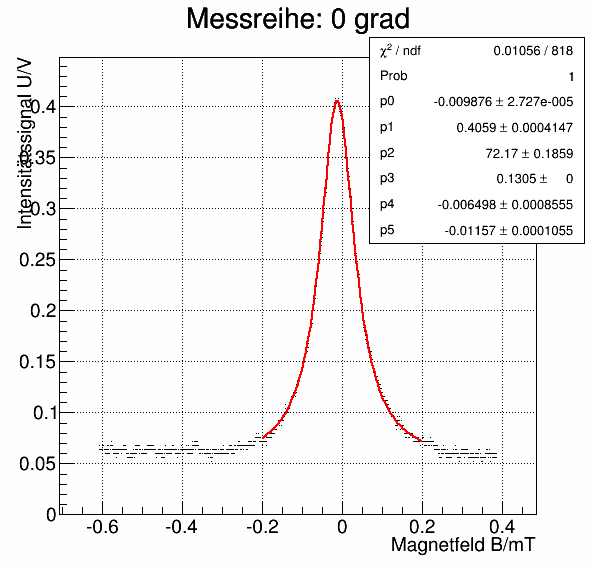 Messreihe: 0 grad
χ² / ndf 0.01056 / 818
Prob 1
p0 -0.009876 ± 2.727e-005
p1 0.4059 ± 0.0004147
p2 72.17 ± 0.1859
p3 0.1305 ± 0
p4 -0.006498 ± 0.0008555
p5 -0.01157 ± 0.0001055
Intensitätssignal U/V
0.4
0.35
0.3
0.25
0.2
0.15
0.1
0.05
0
-0.6 -0.4 -0.2 0 0.2 0.4
Magnetfeld B/mT